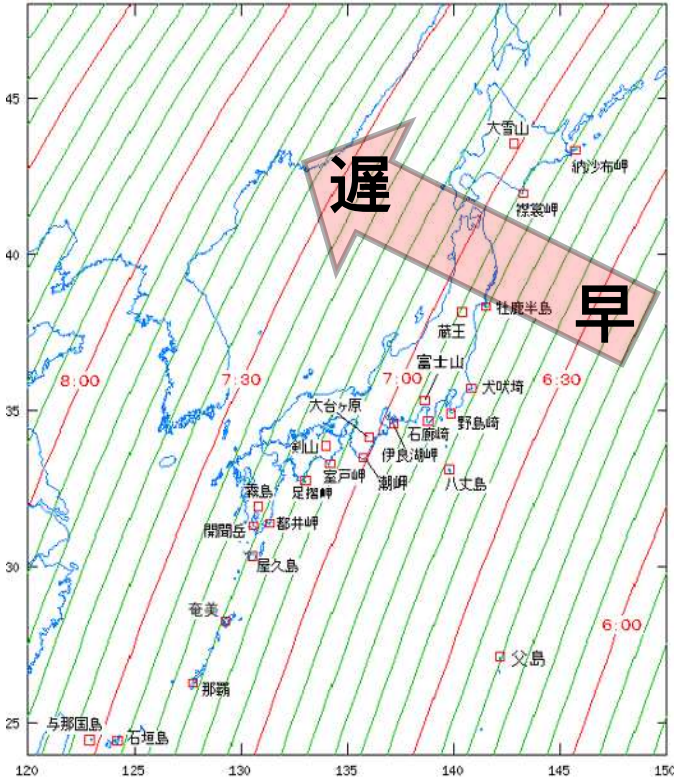 45
40
35
30
25
120
125
130
135
140
145
150
遅
早
大雪山
納沙布岬
襟裳岬
牡鹿半島
蔵王
富士山
8:00
7:30
7:00
6:30
犬吠埼
大台ヶ原
石廊崎
野島崎
剣山
伊良湖岬
室戸岬
潮岬
八丈島
霧島
足摺岬
開聞岳
都井岬
屋久島
奄美
6:00
父島
那覇
与那国島
石垣島